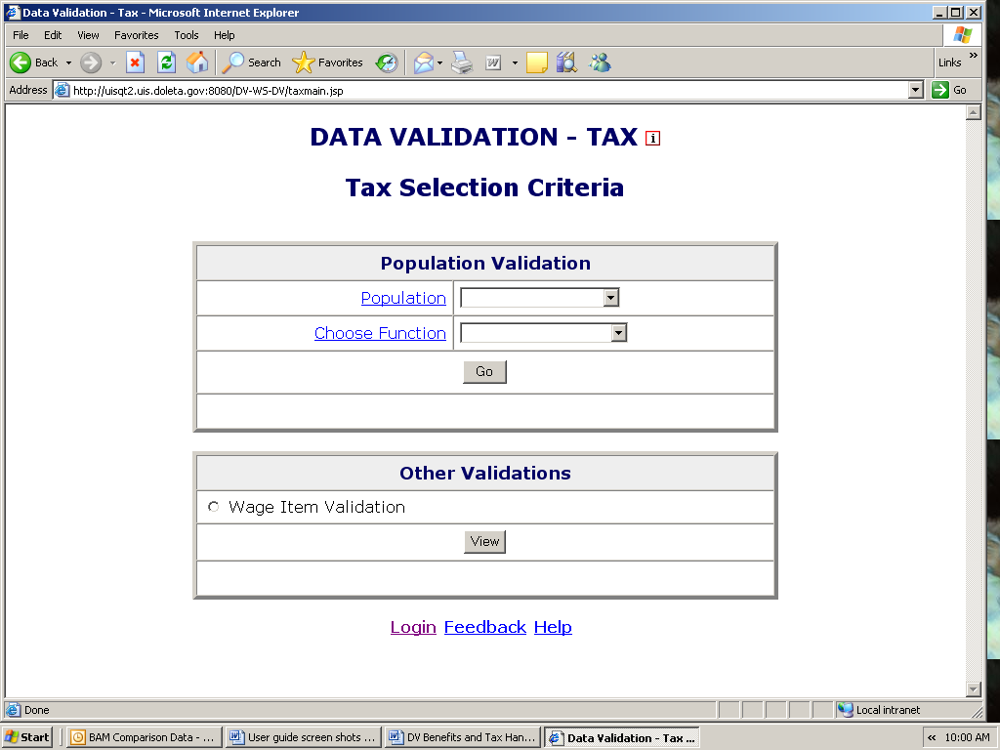 Data Validation - Tax - Microsoft Internet Explorer
File Edit View Favorites Tools Help
Back Search Favorites W Links »
Address http://uisqt2.uis.doleta.gov:8080/DV-WS-DV/taxmain.jsp Go
DATA VALIDATION - TAX i
Tax Selection Criteria
Population Validation
Population
Choose Function
Go
Other Validations
Wage Item Validation
View
Login Feedback Help
Done Local intranet
Start BAM Comparison Data - ... User guide screen shots ... DV Benefits and Tax Han... Data Validation - Tax ... « 10:00 AM